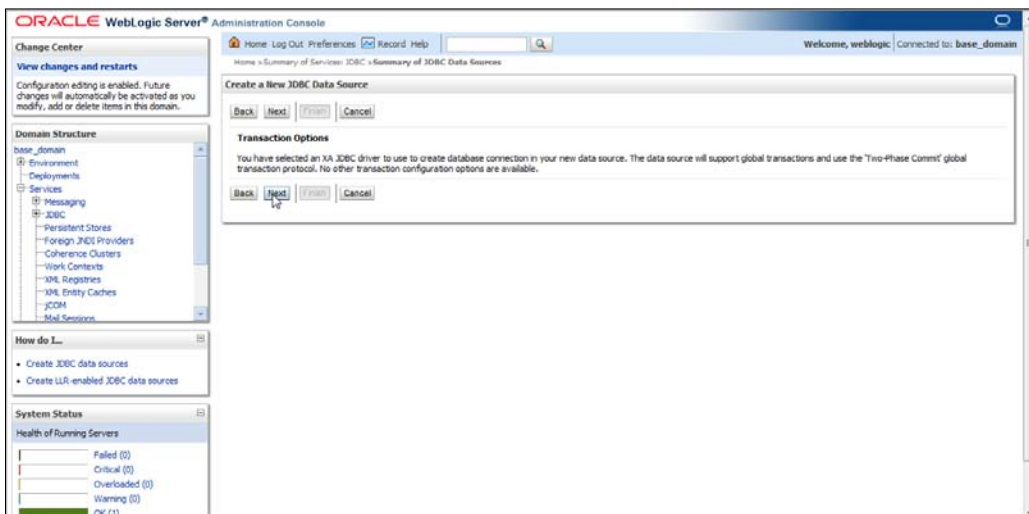 ORACLE WebLogic Server® Administration Console
Change Center
View changes and restarts
Configuration editing is enabled. Future
changes will automatically be activated as you
modify, add or delete items in this domain.
Domain Structure
base_domain
Environment
Deployments
Services
Messaging
JDBC
Persistent Stores
Foreign JNDI Providers
Coherence Clusters
Work Contexts
XML Registries
XML Entity Caches
jCOM
Mail Sessions
How do I...
• Create JDBC data sources
• Create LLR-enabled JDBC data sources
System Status
Health of Running Servers
Failed (0)
Critical (0)
Overloaded (0)
Warning (0)
OK (1)
Home Log Out Preferences Record Help
Welcome, weblogic Connected to: base_domain
Home >Summary of Services: JDBC >Summary of JDBC Data Sources
Create a New JDBC Data Source
Back Next Finish Cancel
Transaction Options
You have selected an XA JDBC driver to use to create database connection in your new data source. The data source will support global transactions and use the 'Two-Phase Commit' global
transaction protocol. No other transaction configuration options are available.
Back Next Finish Cancel